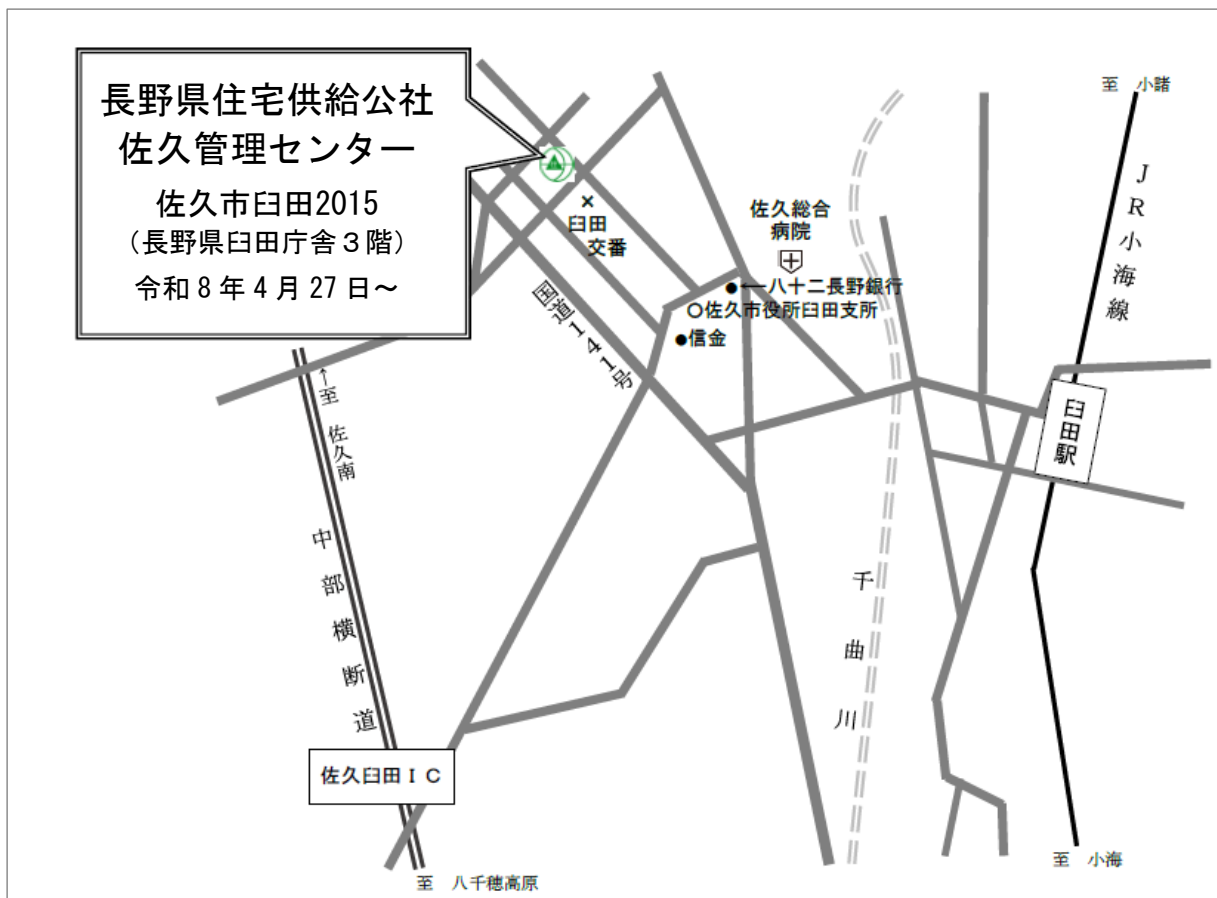 長野県住宅供給公社
佐久管理センター
佐久市臼田2015
（長野県臼田庁舎３階）
令和８年４月27日～
至　小諸
ＪＲ小海線
佐久総合
病院
×
臼田
交番
●←八十二長野銀行
○佐久市役所臼田支所
●信金
国道１４１号
←至　佐久南
臼田駅
中部横断道
千曲川
佐久臼田ＩＣ
至　小海
至　八千穂高原